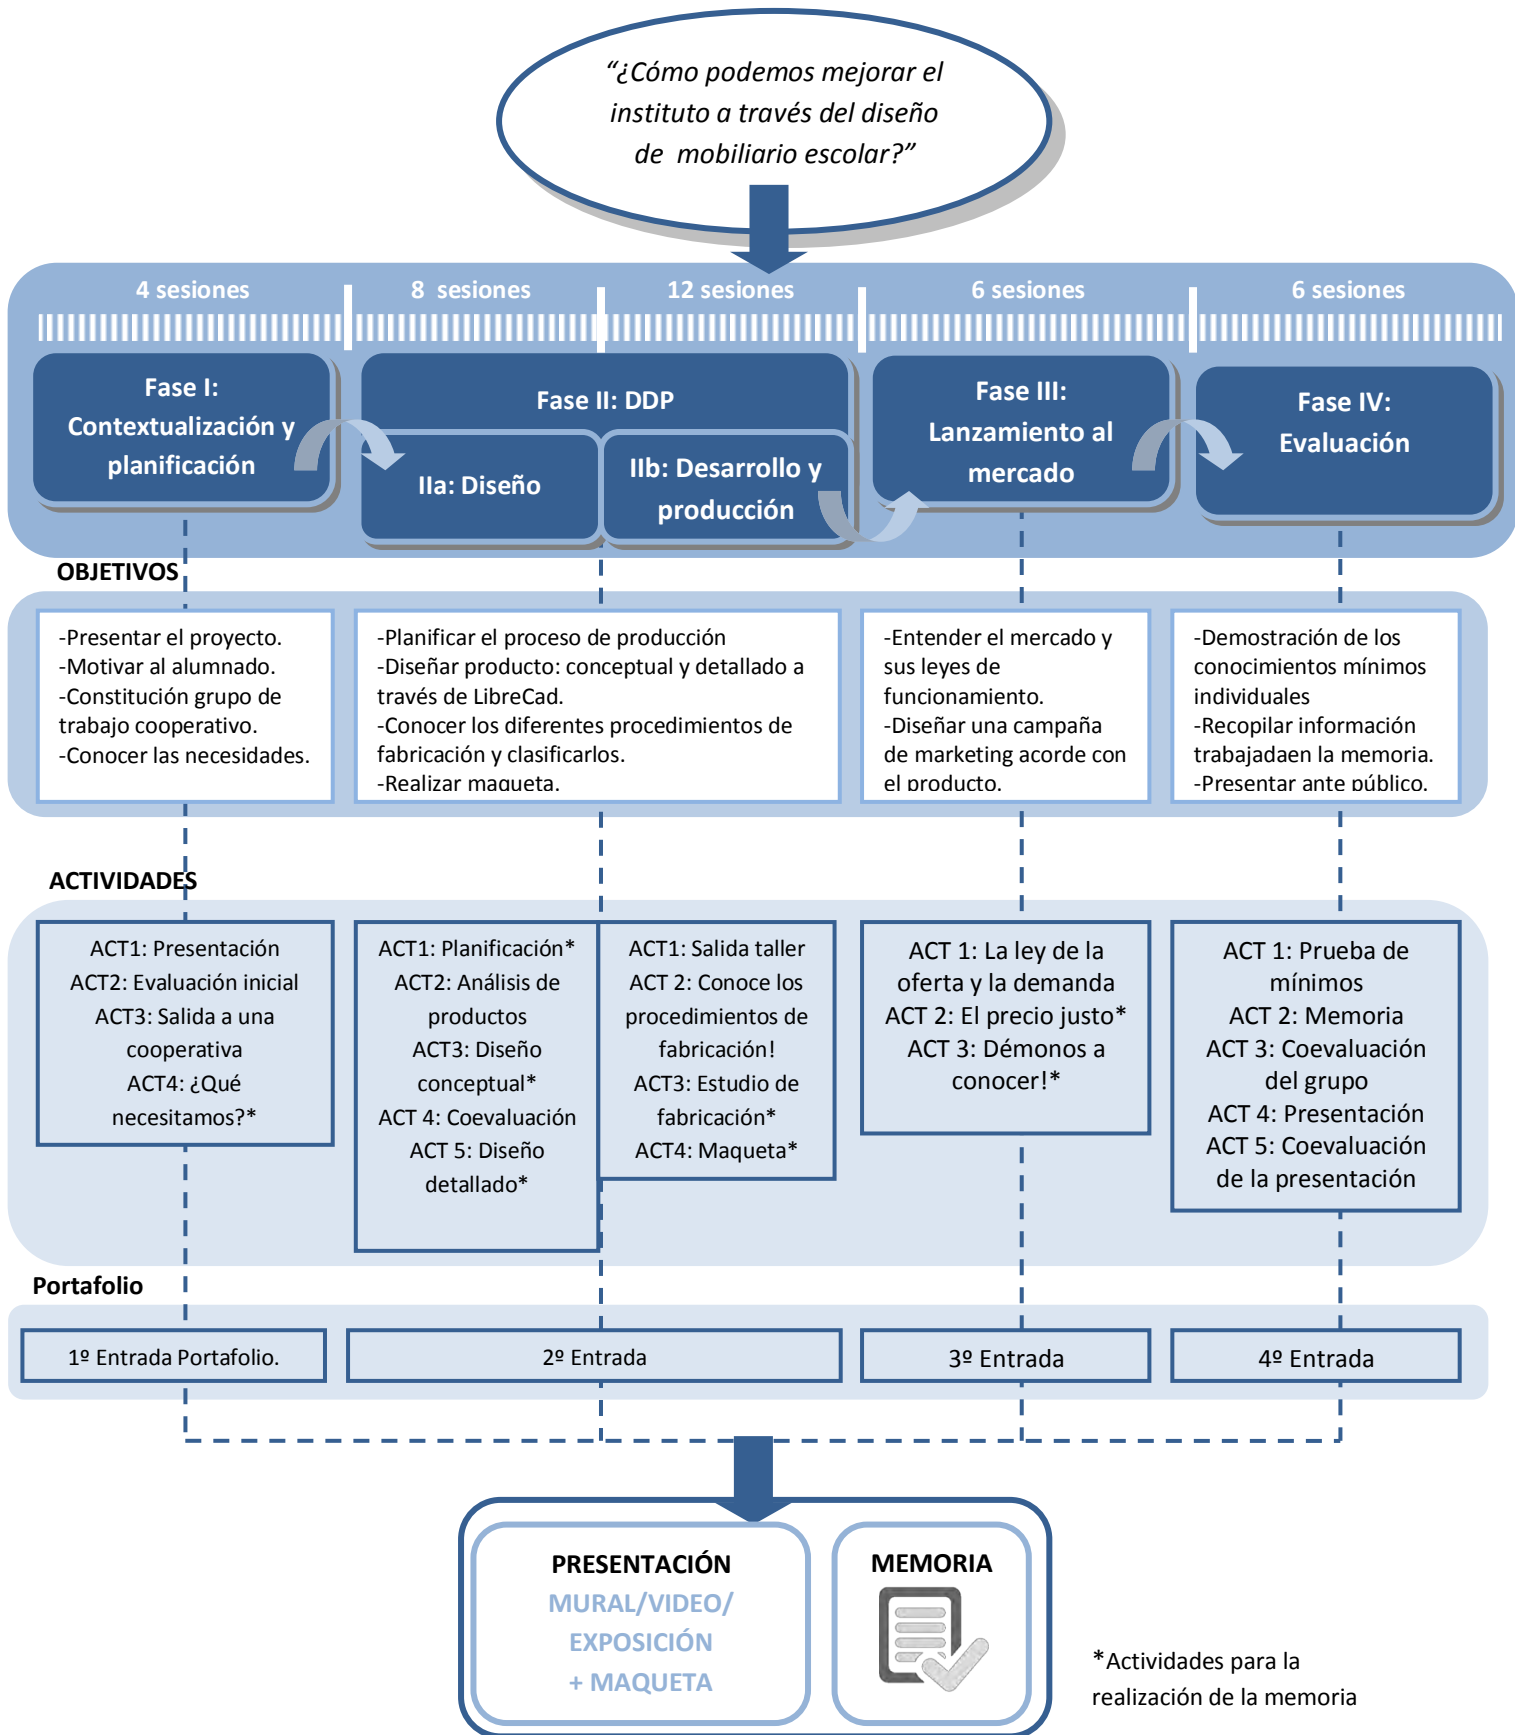 “¿Cómo podemos mejorar el
instituto a través del diseño
de mobiliario escolar?”
4 sesiones
8 sesiones
12 sesiones
6 sesiones
6 sesiones
Fase I:
Contextualización y
planificación
Fase II: DDP
IIa: Diseño
IIb: Desarrollo y
producción
Fase III:
Lanzamiento al
mercado
Fase IV:
Evaluación
OBJETIVOS
-Presentar el proyecto.
-Motivar al alumnado.
-Constitución grupo de
trabajo cooperativo.
-Conocer las necesidades.
-Planificar el proceso de producción
-Diseñar producto: conceptual y detallado a
través de LibreCad.
-Conocer los diferentes procedimientos de
fabricación y clasificarlos.
-Realizar maqueta.
-Entender el mercado y
sus leyes de
funcionamiento.
-Diseñar una campaña
de marketing acorde con
el producto.
-Demostración de los
conocimientos mínimos
individuales
-Recopilar información
trabajadaen la memoria.
-Presentar ante público.
ACTIVIDADES
ACT1: Presentación
ACT2: Evaluación inicial
ACT3: Salida a una
cooperativa
ACT4: ¿Qué
necesitamos?*
ACT1: Planificación*
ACT2: Análisis de
productos
ACT3: Diseño
conceptual*
ACT 4: Coevaluación
ACT 5: Diseño
detallado*
ACT1: Salida taller
ACT 2: Conoce los
procedimientos de
fabricación!
ACT3: Estudio de
fabricación*
ACT4: Maqueta*
ACT 1: La ley de la
oferta y la demanda
ACT 2: El precio justo*
ACT 3: Démonos a
conocer!*
ACT 1: Prueba de
mínimos
ACT 2: Memoria
ACT 3: Coevaluación
del grupo
ACT 4: Presentación
ACT 5: Coevaluación
de la presentación
Portafolio
1º Entrada Portafolio.
2º Entrada
3º Entrada
4º Entrada
PRESENTACIÓN
MURAL/VIDEO/
EXPOSICIÓN
+ MAQUETA
MEMORIA
*Actividades para la
realización de la memoria